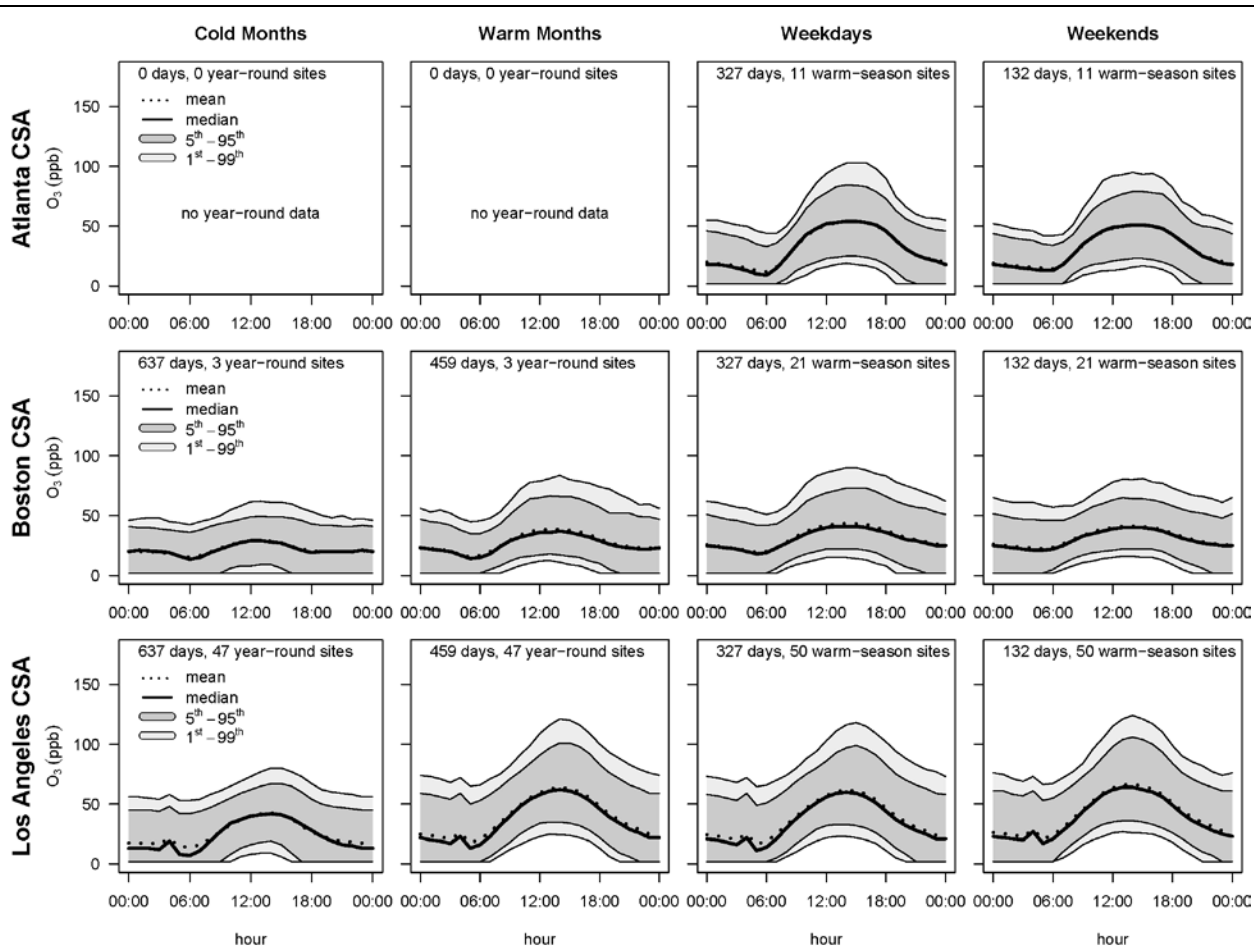 Cold Months Warm Months Weekdays Weekends
Atlanta CSA
O3 (ppb)
0 days, 0 year−round sites
mean
median
5th −95th
1st −99th
no year−round data
150
100
50
0
00:00 06:00 12:00 18:00 00:00
0 days, 0 year−round sites
no year−round data
00:00 06:00 12:00 18:00 00:00
327 days, 11 warm−season sites
00:00 06:00 12:00 18:00 00:00
132 days, 11 warm−season sites
00:00 06:00 12:00 18:00 00:00
Boston CSA
O3 (ppb)
637 days, 3 year−round sites
mean
median
5th −95th
1st −99th
150
100
50
0
00:00 06:00 12:00 18:00 00:00
459 days, 3 year−round sites
00:00 06:00 12:00 18:00 00:00
327 days, 21 warm−season sites
00:00 06:00 12:00 18:00 00:00
132 days, 21 warm−season sites
00:00 06:00 12:00 18:00 00:00
Los Angeles CSA
O3 (ppb)
637 days, 47 year−round sites
mean
median
5th −95th
1st −99th
150
100
50
0
00:00 06:00 12:00 18:00 00:00
hour
459 days, 47 year−round sites
00:00 06:00 12:00 18:00 00:00
hour
327 days, 50 warm−season sites
00:00 06:00 12:00 18:00 00:00
hour
132 days, 50 warm−season sites
00:00 06:00 12:00 18:00 00:00
hour